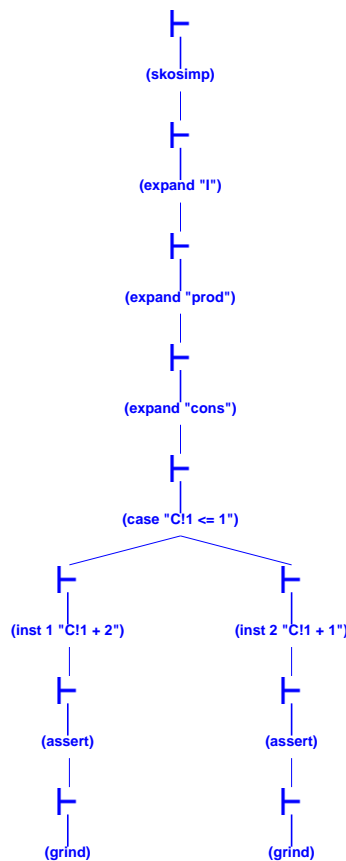 (skosimp)
(expand "I")
(expand "prod")
(expand "cons")
(case "C!1 <= 1")
(inst 1 "C!1 + 2") (inst 2 "C!1 + 1")
(assert) (assert)
(grind) (grind)